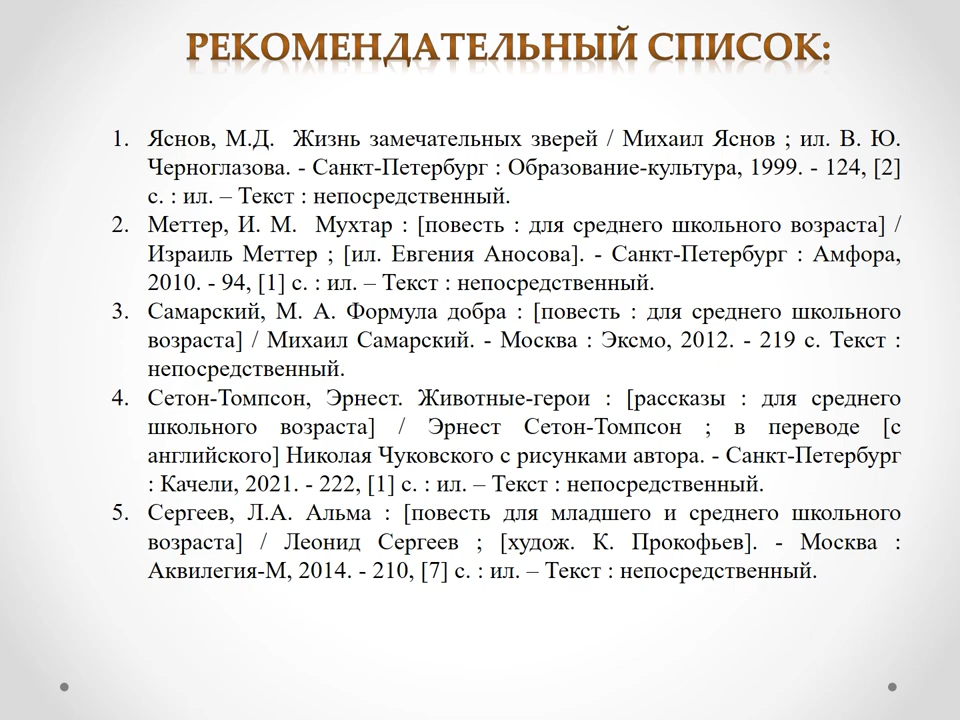 РЕКОМЕНДАТЕЛЬНЫЙ СПИСОК:
1. Яснов, М.Д. Жизнь замечательных зверей / Михаил Яснов ; ил. В. Ю.
Черноглазова. - Санкт-Петербург : Образование-культура, 1999. - 124, [2]
с. : ил. – Текст : непосредственный.
2. Меттер, И. М. Мухтар : [повесть : для среднего школьного возраста] /
Израиль Меттер ; [ил. Евгения Аносова]. - Санкт-Петербург : Амфора,
2010. - 94, [1] с. : ил. – Текст : непосредственный.
3. Самарский, М. А. Формула добра : [повесть : для среднего школьного
возраста] / Михаил Самарский. - Москва : Эксмо, 2012. - 219 с. Текст :
непосредственный.
4. Сетон-Томпсон, Эрнест. Животные-герои : [рассказы : для среднего
школьного возраста] / Эрнест Сетон-Томпсон ; в переводе [с
английского] Николая Чуковского с рисунками автора. - Санкт-Петербург
: Качели, 2021. - 222, [1] с. : ил. – Текст : непосредственный.
5. Сергеев, Л.А. Альма : [повесть для младшего и среднего школьного
возраста] / Леонид Сергеев ; [худож. К. Прокофьев]. - Москва :
Аквилегия-М, 2014. - 210, [7] с. : ил. – Текст : непосредственный.